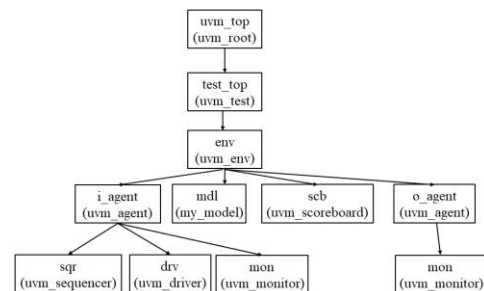 uvm_top
(uvm_root)
test_top
(uvm_test)
env
(uvm_env)
i_agent
(uvm_agent)
mdl
(my_model)
scb
(uvm_scoreboard)
o_agent
(uvm_agent)
sqr
(uvm_sequencer)
drv
(uvm_driver)
mon
(uvm_monitor)
mon
(uvm_monitor)